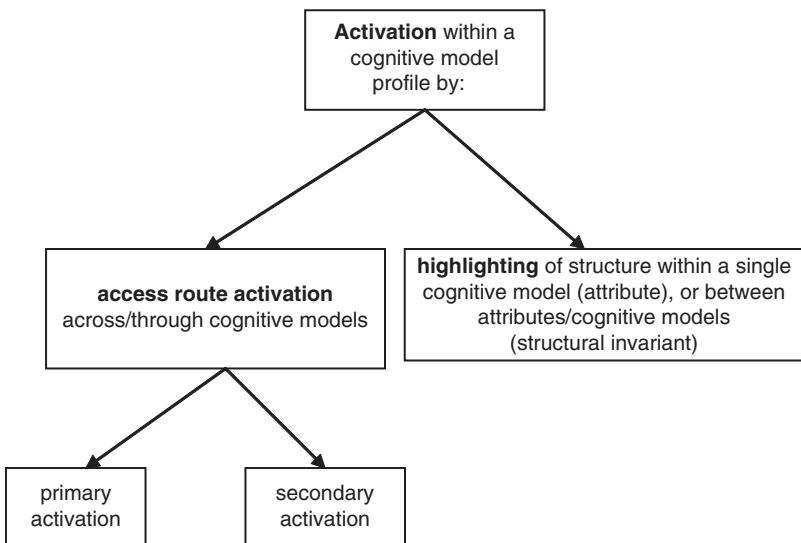 Activation within a
cognitive model
profile by:
access route activation
across/through cognitive models
highlighting of structure within a single
cognitive model (attribute), or between
attributes/cognitive models
(structural invariant)
primary
activation
secondary
activation